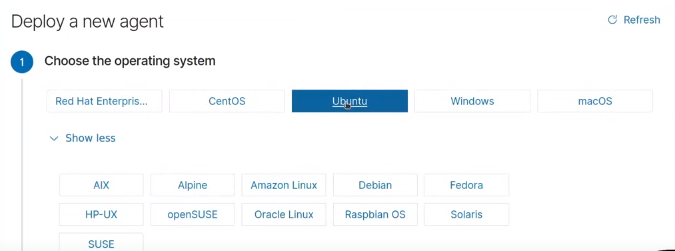 Deploy a new agent
Refresh
1 Choose the operating system
Red Hat Enterpris... CentOS Ubuntu Windows macOS
Show less
AIX Alpine Amazon Linux Debian Fedora
HP-UX openSUSE Oracle Linux Raspbian OS Solaris
SUSE